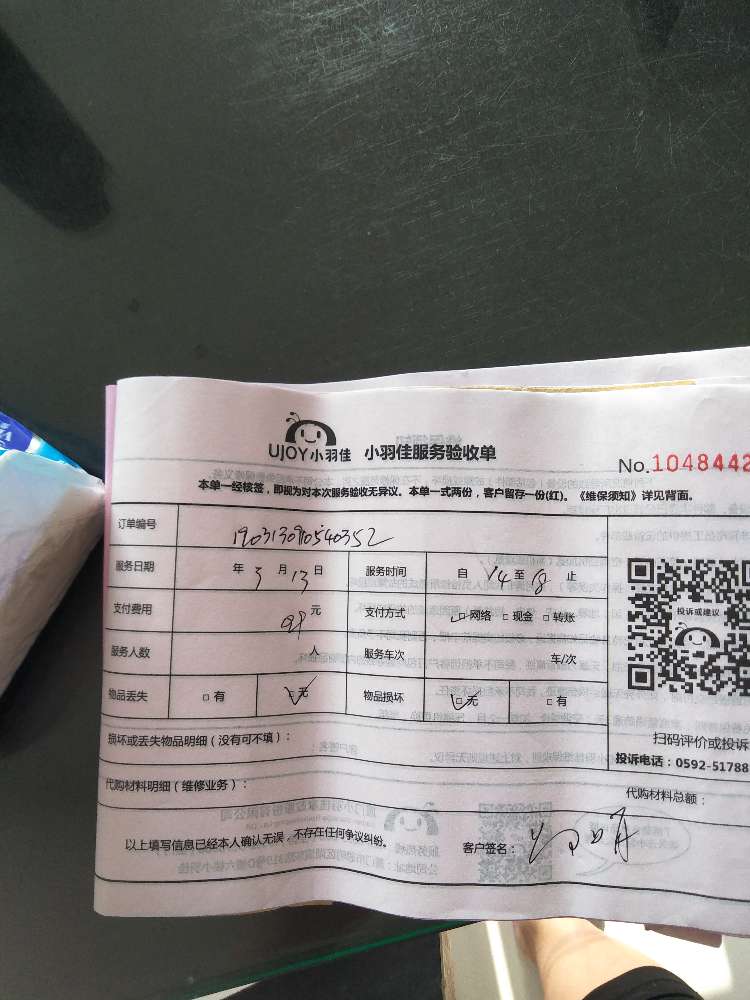 UJOY小羽佳 小羽佳服务验收单
No.1048442
本单一经核签，即视为对本次服务验收无异议。本单一式两份，客户留存一份(红)。《维保须知》详见背面。
订单编号
服务日期 年 3 月 13 日 服务时间 自 14 至 18 止
支付费用 元 支付方式 □网络 □现金 □转账
服务人数 人 服务车次 车/次
物品丢失 □有 □无 物品损坏 □无 □有
投诉或建议
扫码评价或投诉
投诉电话：0592-51788
损坏或丢失物品明细（没有可不填）：
代购材料明细（维修业务）：
代购材料总额：
以上填写信息已经本人确认无误，不存在任何争议纠纷。 客户签名：